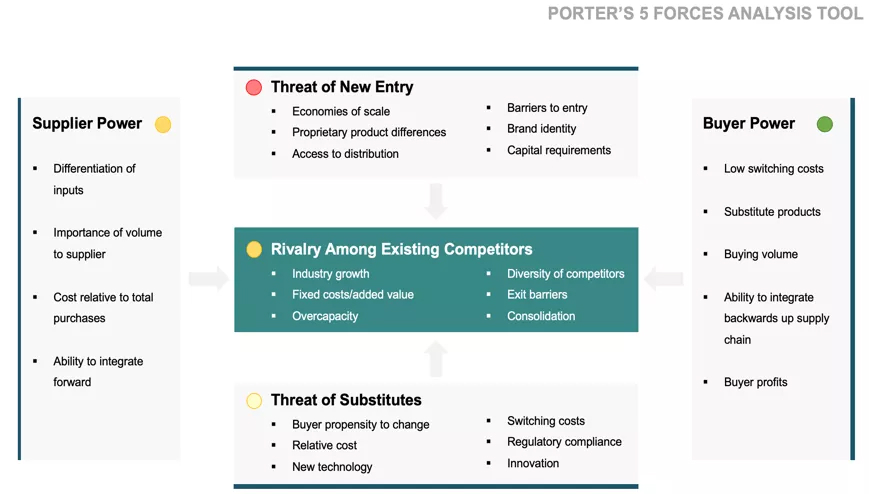 PORTER'S 5 FORCES ANALYSIS TOOL
Supplier Power
Differentiation of
inputs
Importance of volume
to supplier
Cost relative to total
purchases
Ability to integrate
forward
Threat of New Entry
Economies of scale
Proprietary product differences
Access to distribution
Barriers to entry
Brand identity
Capital requirements
Rivalry Among Existing Competitors
Industry growth
Fixed costs/added value
Overcapacity
Diversity of competitors
Exit barriers
Consolidation
Threat of Substitutes
Buyer propensity to change
Relative cost
New technology
Switching costs
Regulatory compliance
Innovation
Buyer Power
Low switching costs
Substitute products
Buying volume
Ability to integrate
backwards up supply
chain
Buyer profits